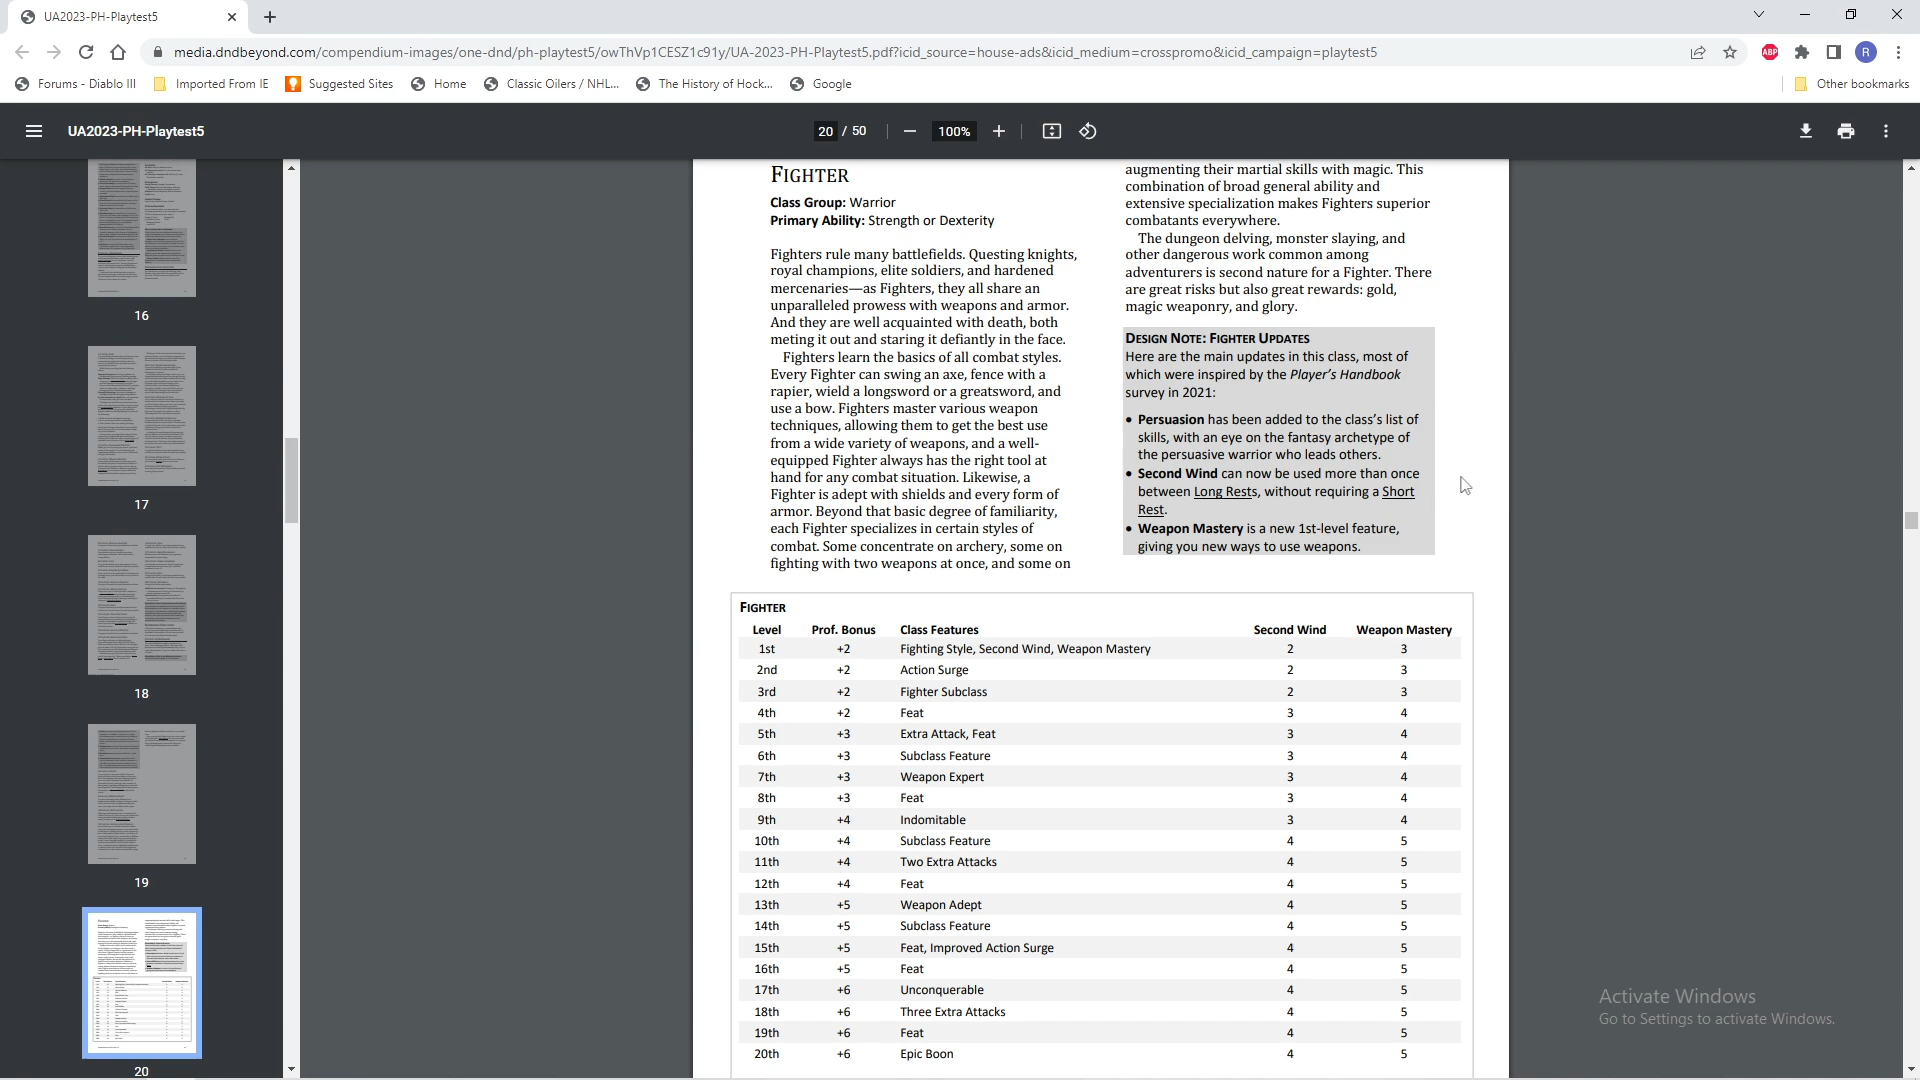 UA2023-PH-Playtest5
media.dndbeyond.com/compendium-images/one-dnd/ph-playtest5/owThVp1CESZ1c91y/UA-2023-PH-Playtest5.pdf?icid_source=house-ads&icid_medium=crosspromo&icid_campaign=playtest5
ABP
R
Forums - Diablo III
Imported From IE
Suggested Sites
Home
Classic Oilers / NHL...
The History of Hock...
Google
Other bookmarks
UA2023-PH-Playtest5
20 / 50
100%
16
17
18
19
20
FIGHTER
Class Group: Warrior
Primary Ability: Strength or Dexterity
Fighters rule many battlefields. Questing knights,
royal champions, elite soldiers, and hardened
mercenaries—as Fighters, they all share an
unparalleled prowess with weapons and armor.
And they are well acquainted with death, both
meting it out and staring it defiantly in the face.
Fighters learn the basics of all combat styles.
Every Fighter can swing an axe, fence with a
rapier, wield a longsword or a greatsword, and
use a bow. Fighters master various weapon
techniques, allowing them to get the best use
from a wide variety of weapons, and a well-
equipped Fighter always has the right tool at
hand for any combat situation. Likewise, a
Fighter is adept with shields and every form of
armor. Beyond that basic degree of familiarity,
each Fighter specializes in certain styles of
combat. Some concentrate on archery, some on
fighting with two weapons at once, and some on
augmenting their martial skills with magic. This
combination of broad general ability and
extensive specialization makes Fighters superior
combatants everywhere.
The dungeon delving, monster slaying, and
other dangerous work common among
adventurers is second nature for a Fighter. There
are great risks but also great rewards: gold,
magic weaponry, and glory.
DESIGN NOTE: FIGHTER UPDATES
Here are the main updates in this class, most of
which were inspired by the Player's Handbook
survey in 2021:
• Persuasion has been added to the class's list of
skills, with an eye on the fantasy archetype of
the persuasive warrior who leads others.
• Second Wind can now be used more than once
between Long Rests, without requiring a Short
Rest.
• Weapon Mastery is a new 1st-level feature,
giving you new ways to use weapons.
FIGHTER
Level Prof. Bonus Class Features Second Wind Weapon Mastery
1st +2 Fighting Style, Second Wind, Weapon Mastery 2 3
2nd +2 Action Surge 2 3
3rd +2 Fighter Subclass 2 3
4th +2 Feat 3 4
5th +3 Extra Attack, Feat 3 4
6th +3 Subclass Feature 3 4
7th +3 Weapon Expert 3 4
8th +3 Feat 3 4
9th +4 Indomitable 3 4
10th +4 Subclass Feature 4 5
11th +4 Two Extra Attacks 4 5
12th +4 Feat 4 5
13th +5 Weapon Adept 4 5
14th +5 Subclass Feature 4 5
15th +5 Feat, Improved Action Surge 4 5
16th +5 Feat 4 5
17th +6 Unconquerable 4 5
18th +6 Three Extra Attacks 4 5
19th +6 Feat 4 5
20th +6 Epic Boon 4 5
Activate Windows
Go to Settings to activate Windows.